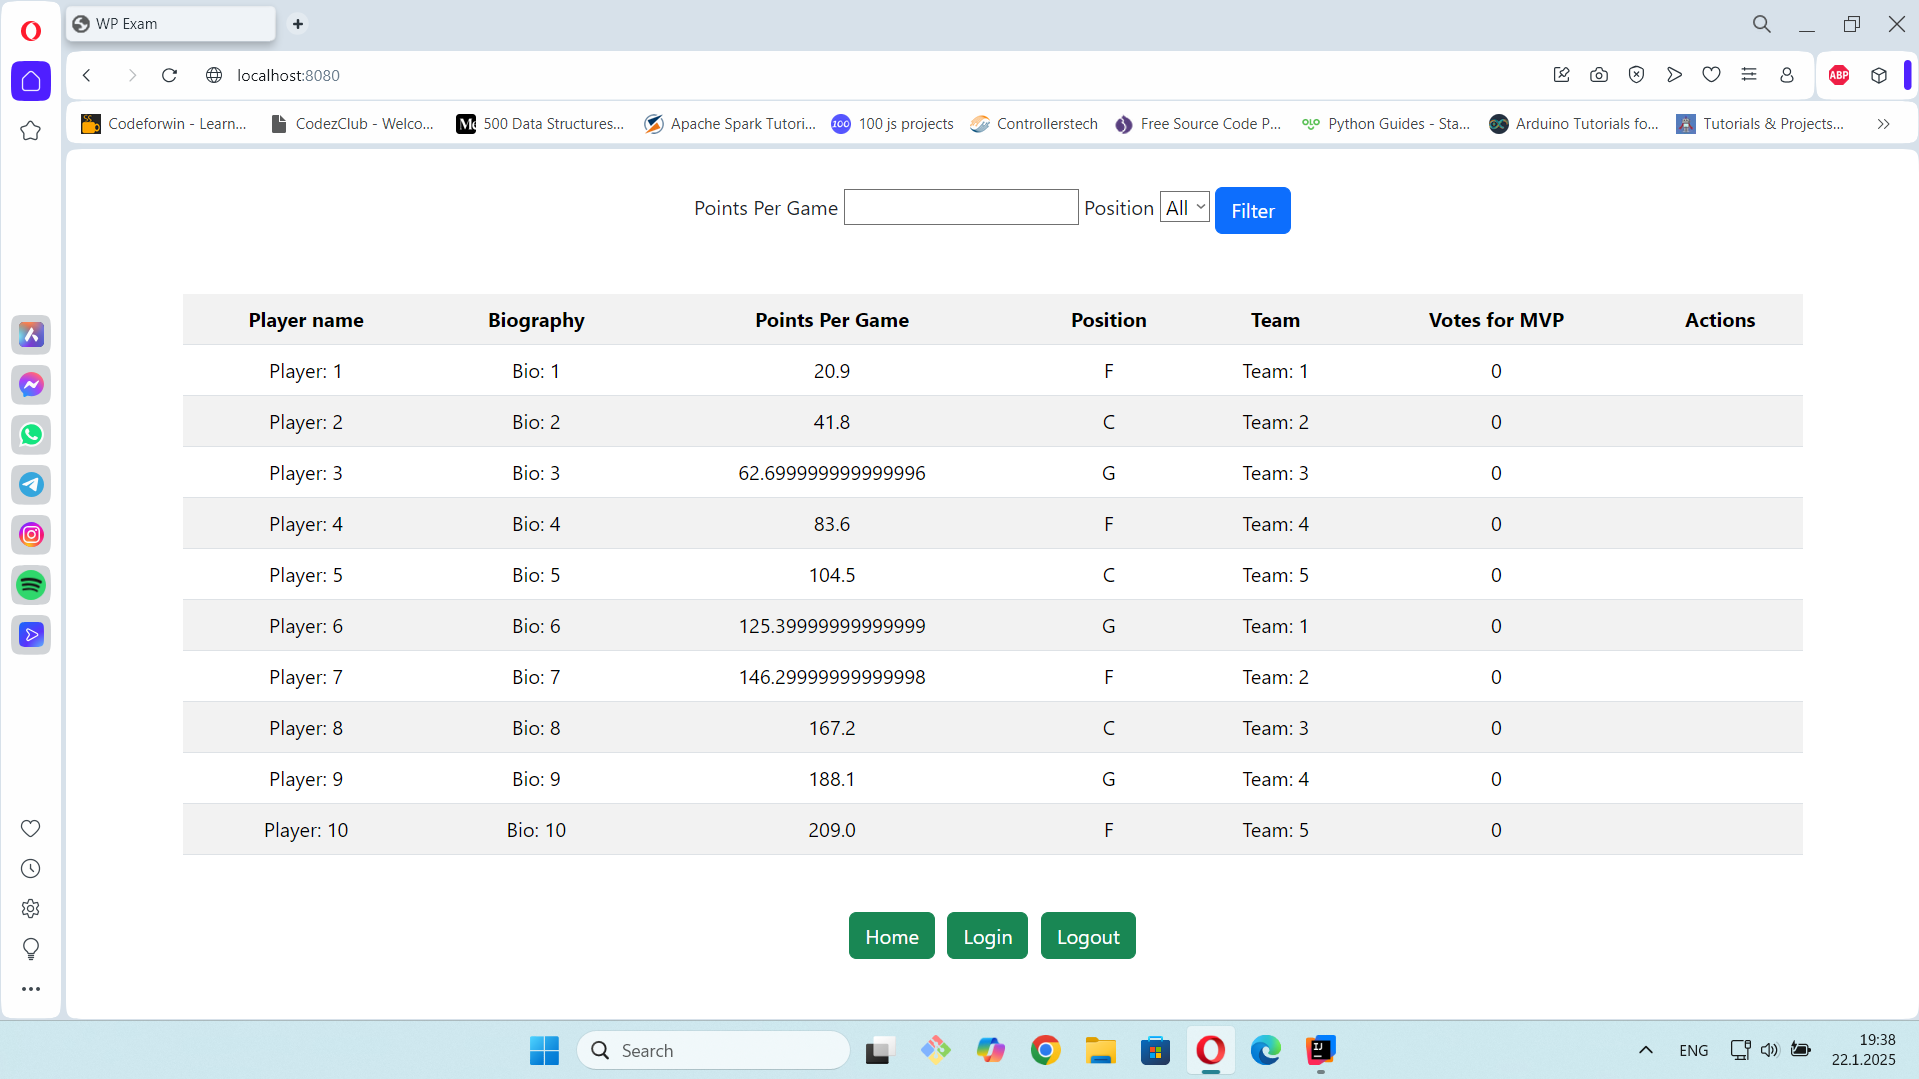 WP Exam
localhost:8080
ABP
Codeforwin - Learn... CodezClub - Welco... 500 Data Structures... Apache Spark Tutori... 100 js projects Controllerstech Free Source Code P... Python Guides - Sta... Arduino Tutorials fo... Tutorials & Projects...
Points Per Game Position All Filter
Player name Biography Points Per Game Position Team Votes for MVP Actions
Player: 1 Bio: 1 20.9 F Team: 1 0
Player: 2 Bio: 2 41.8 C Team: 2 0
Player: 3 Bio: 3 62.699999999999996 G Team: 3 0
Player: 4 Bio: 4 83.6 F Team: 4 0
Player: 5 Bio: 5 104.5 C Team: 5 0
Player: 6 Bio: 6 125.39999999999999 G Team: 1 0
Player: 7 Bio: 7 146.29999999999998 F Team: 2 0
Player: 8 Bio: 8 167.2 C Team: 3 0
Player: 9 Bio: 9 188.1 G Team: 4 0
Player: 10 Bio: 10 209.0 F Team: 5 0
Home Login Logout
Search
IJ
ENG
19:38
22.1.2025